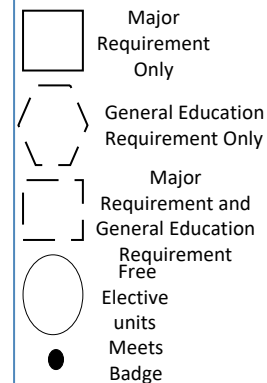 Major
Requirement
Only
General Education
Requirement Only
Major
Requirement and
General Education
Requirement
Free
Elective
units
Meets
Badge